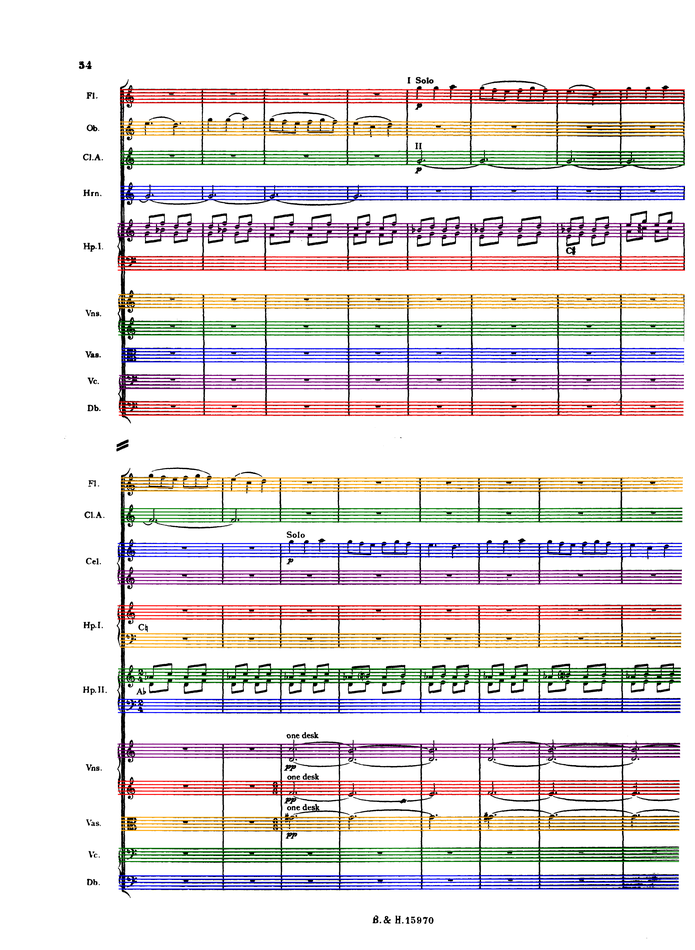 54
I Solo
Fl.
p
Ob.
II
Cl.A.
p
Hrn.
Hp.I.
C♮
Vns.
Vas.
Vc.
Db.
Fl.
Cl.A.
Solo
Cel.
p
Hp.I.
C♮
Hp.II.
A♭
one desk
Vns.
pp
one desk
pp
one desk
Vas.
pp
Vc.
Db.
B. & H. 15970